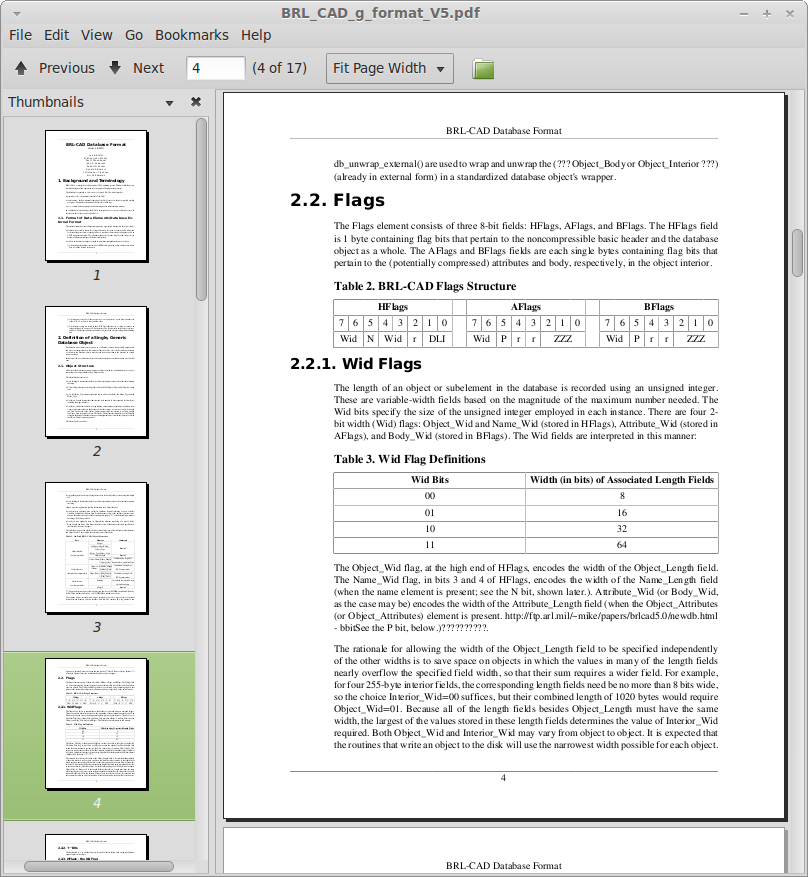 BRL_CAD_g_format_V5.pdf
File Edit View Go Bookmarks Help
Previous Next 4 (4 of 17) Fit Page Width
Thumbnails
BRL-CAD Database Format
1. Background and Terminology
1
2. Definition of a Single, Generic
Database Object
2
3
4
BRL-CAD Database Format
db_unwrap_external() are used to wrap and unwrap the (??? Object_Body or Object_Interior ???)
(already in external form) in a standardized database object's wrapper.
2.2. Flags
The Flags element consists of three 8-bit fields: HFlags, AFlags, and BFlags. The HFlags field
is 1 byte containing flag bits that pertain to the noncompressible basic header and the database
object as a whole. The AFlags and BFlags fields are each single bytes containing flag bits that
pertain to the (potentially compressed) attributes and body, respectively, in the object interior.
Table 2. BRL-CAD Flags Structure
HFlags AFlags BFlags
7 6 5 4 3 2 1 0 7 6 5 4 3 2 1 0 7 6 5 4 3 2 1 0
Wid N Wid r DLI Wid P r r ZZZ Wid P r r ZZZ
2.2.1. Wid Flags
The length of an object or subelement in the database is recorded using an unsigned integer.
These are variable-width fields based on the magnitude of the maximum number needed. The
Wid bits specify the size of the unsigned integer employed in each instance. There are four 2-
bit width (Wid) flags: Object_Wid and Name_Wid (stored in HFlags), Attribute_Wid (stored in
AFlags), and Body_Wid (stored in BFlags). The Wid fields are interpreted in this manner:
Table 3. Wid Flag Definitions
Wid Bits Width (in bits) of Associated Length Fields
00 8
01 16
10 32
11 64
The Object_Wid flag, at the high end of HFlags, encodes the width of the Object_Length field.
The Name_Wid flag, in bits 3 and 4 of HFlags, encodes the width of the Name_Length field
(when the name element is present; see the N bit, shown later.). Attribute_Wid (or Body_Wid,
as the case may be) encodes the width of the Attribute_Length field (when the Object_Attributes
(or Object_Attributes) element is present. http://ftp.arl.mil/~mike/papers/brlcad5.0/newdb.html
- bbitSee the P bit, below.)??????????.
The rationale for allowing the width of the Object_Length field to be specified independently
of the other widths is to save space on objects in which the values in many of the length fields
nearly overflow the specified field width, so that their sum requires a wider field. For example,
for four 255-byte interior fields, the corresponding length fields need be no more than 8 bits wide,
so the choice Interior_Wid=00 suffices, but their combined length of 1020 bytes would require
Object_Wid=01. Because all of the length fields besides Object_Length must have the same
width, the largest of the values stored in these length fields determines the value of Interior_Wid
required. Both Object_Wid and Interior_Wid may vary from object to object. It is expected that
the routines that write an object to the disk will use the narrowest width possible for each object.
4
BRL-CAD Database Format